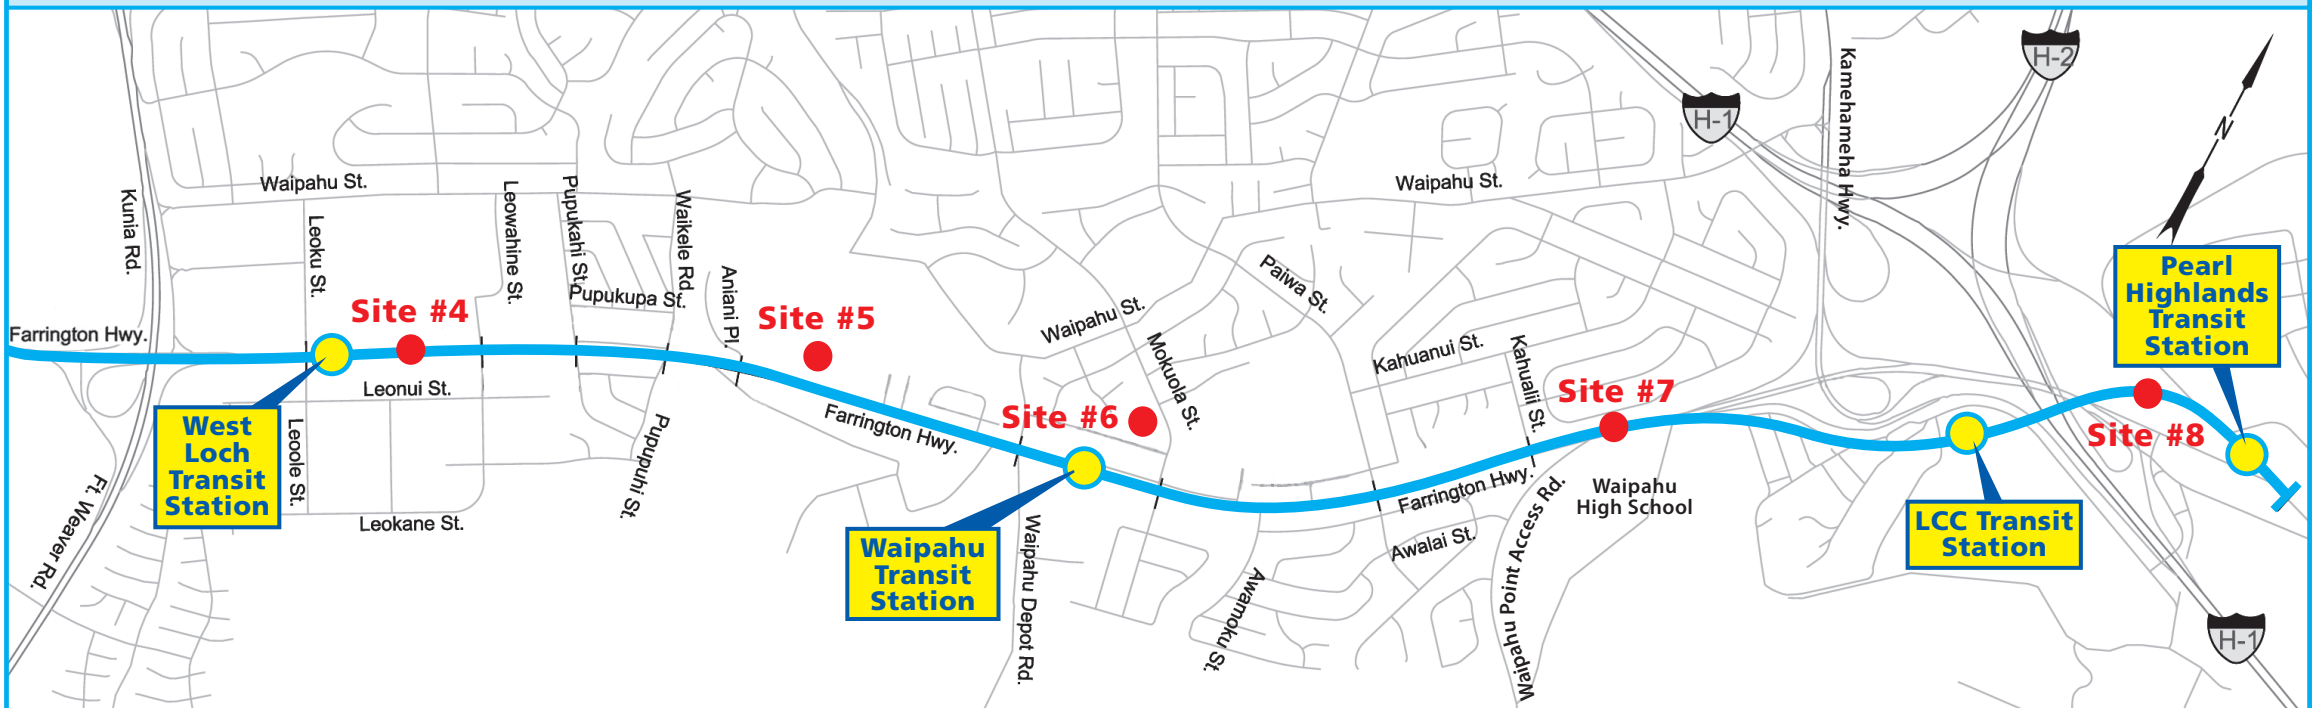 H-2
H-1
Kamehameha Hwy.
N
Waipahu St.
Waipahu St.
Kunia Rd.
Leoku St.
Leowahine St.
Pupukahi St.
Waikele Rd.
Pupukupa St.
Aniani Pl.
Paiwa St.
Waipahu St.
Mokuola St.
Kahuanui St.
Kahualii St.
Pearl
Highlands
Transit
Station
Farrington Hwy.
Site #4
Site #5
Site #6
Site #7
Site #8
Leonui St.
West
Loch
Transit
Station
Leoole St.
Leokane St.
Pupupuhi St.
Farrington Hwy.
Ft. Weaver Rd.
Waipahu
Transit
Station
Waipahu Depot Rd.
Awamoku St.
Farrington Hwy.
Awalai St.
Waipahu Point Access Rd.
Waipahu
High School
LCC Transit
Station
H-1